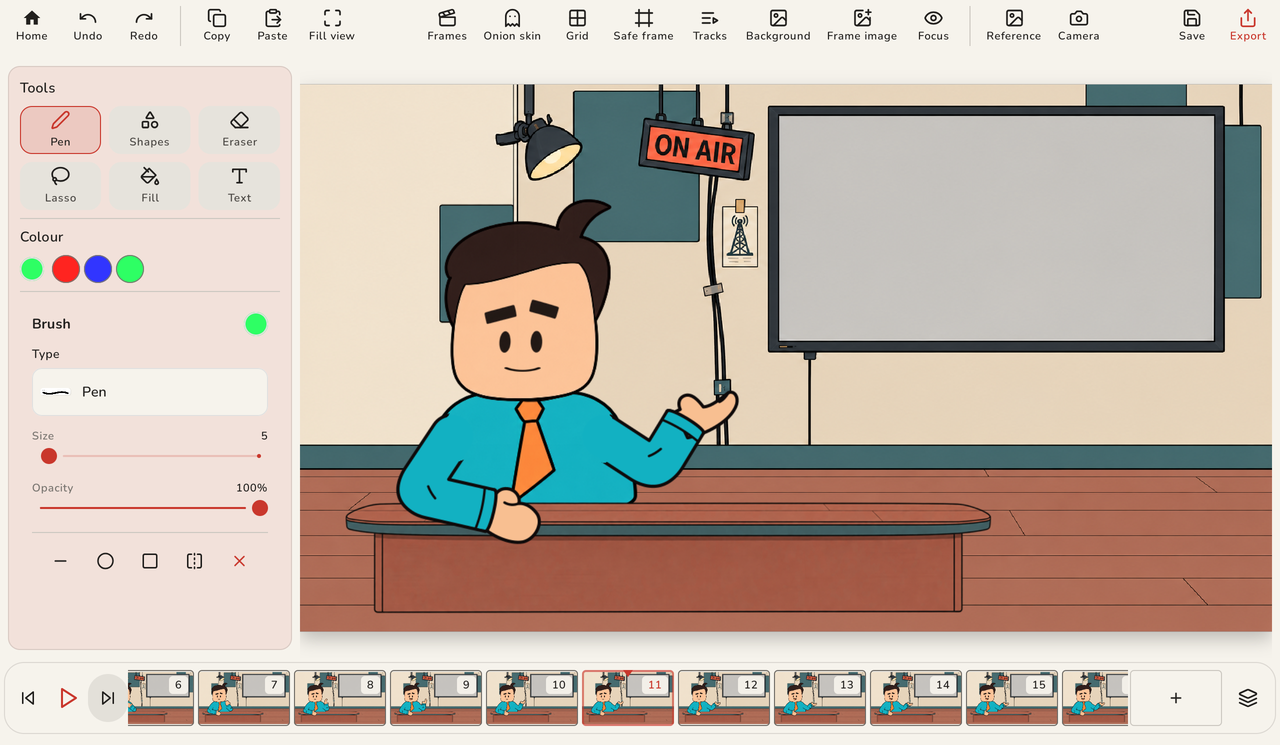 Home
Undo
Redo
Copy
Paste
Fill view
Frames
Onion skin
Grid
Safe frame
Tracks
Background
Frame image
Focus
Reference
Camera
Save
Export
Tools
Pen
Shapes
Eraser
Lasso
Fill
Text
Colour
Brush
Type
Pen
Size 5
Opacity 100%
ON AIR
6
7
8
9
10
11
12
13
14
15